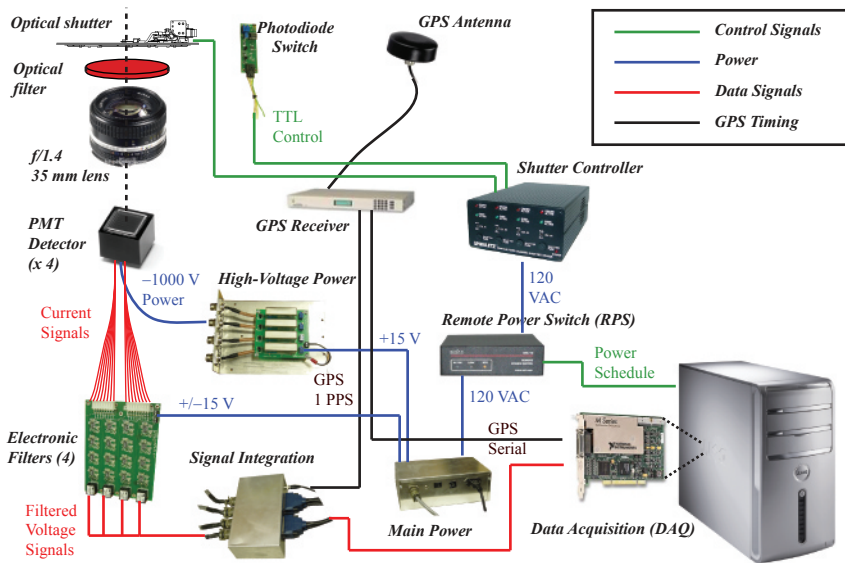 Optical shutter
Photodiode
Switch
GPS Antenna
Control Signals
Power
Data Signals
GPS Timing
Optical
filter
TTL
Control
f/1.4
35 mm lens
Shutter Controller
GPS Receiver
PMT
Detector
(x 4)
−1000 V
Power
High-Voltage Power
120
VAC
Current
Signals
Remote Power Switch (RPS)
+15 V
Power
Schedule
GPS
1 PPS
120 VAC
+/−15 V
GPS
Serial
Electronic
Filters (4)
Signal Integration
Filtered
Voltage
Signals
Main Power
Data Acquisition (DAQ)